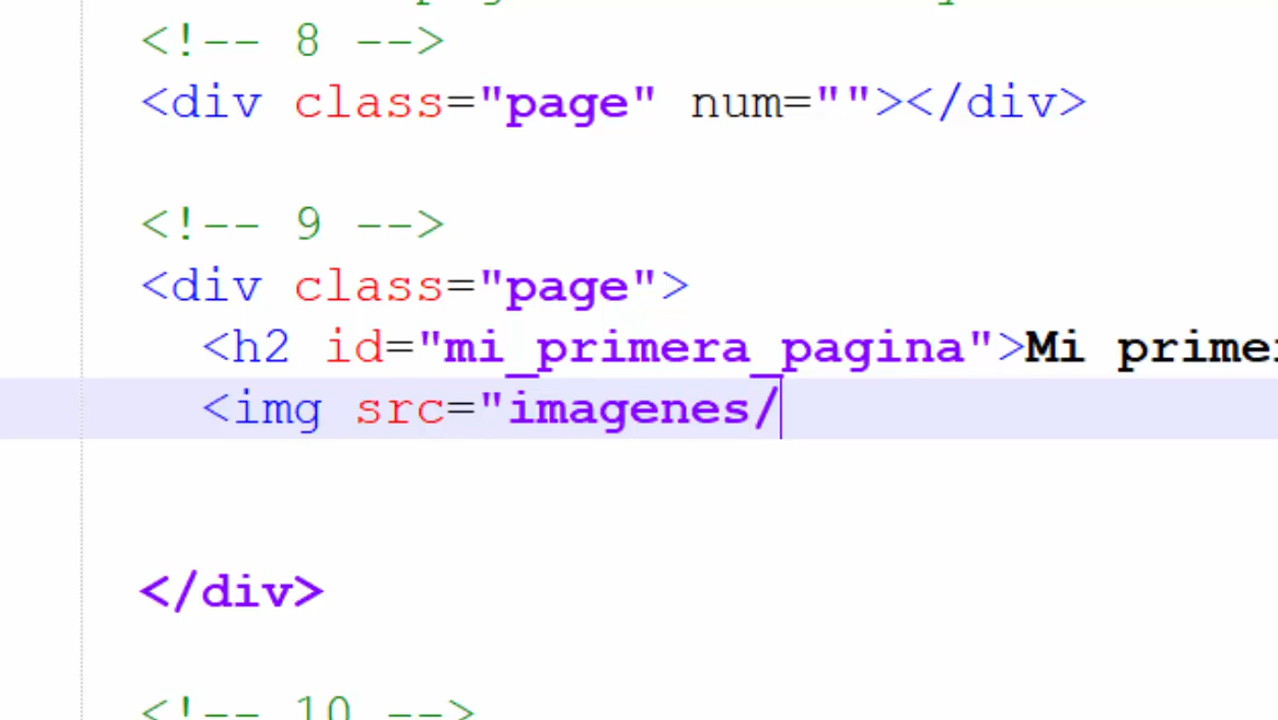 <!-- 8 -->
<div class="page" num=""></div>
<!-- 9 -->
<div class="page">
<h2 id="mi_primera_pagina">Mi
<img src="imagenes/
</div>
<!-- 10 -->